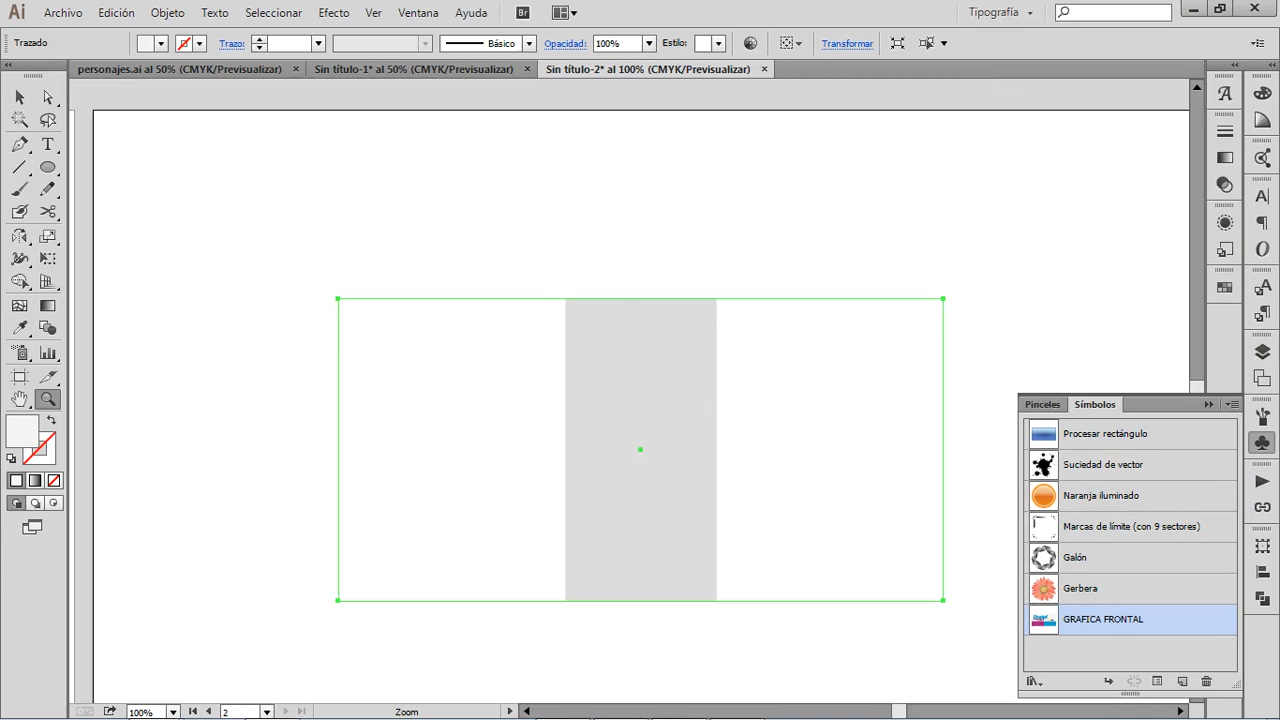 Ai Archivo Edición Objeto Texto Seleccionar Efecto Ver Ventana Ayuda Br Tipografía
Trazado Trazo: Básico Opacidad: 100% Estilo: Transformar
personajes.ai al 50% (CMYK/Previsualizar) Sin título-1* al 50% (CMYK/Previsualizar) Sin título-2* al 100% (CMYK/Previsualizar)
Pinceles Símbolos
Procesar rectángulo
Suciedad de vector
Naranja iluminado
Marcas de límite (con 9 sectores)
Galón
Gerbera
GRAFICA FRONTAL
100% 2 Zoom